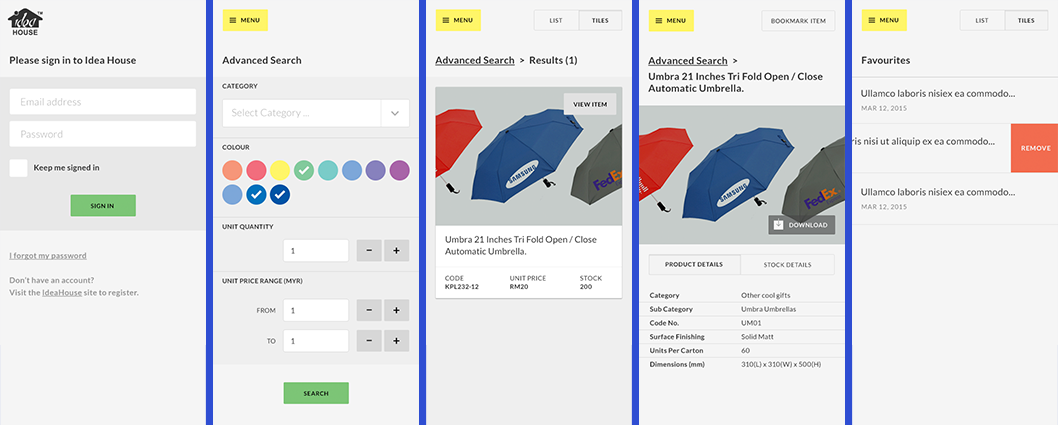 idea
HOUSE
TM
Please sign in to Idea House
Email address
Password
Keep me signed in
SIGN IN
I forgot my password
Don't have an account?
Visit the IdeaHouse site to register.
MENU
Advanced Search
CATEGORY
Select Category ...
COLOUR
UNIT QUANTITY
1
−
+
UNIT PRICE RANGE (MYR)
FROM
1
−
+
TO
1
−
+
SEARCH
MENU
LIST
TILES
Advanced Search > Results (1)
VIEW ITEM
SAMSUNG
FedEx
Umbra 21 Inches Tri Fold Open / Close
Automatic Umbrella.
CODE
KPL232-12
UNIT PRICE
RM20
STOCK
200
MENU
BOOKMARK ITEM
Advanced Search >
Umbra 21 Inches Tri Fold Open / Close
Automatic Umbrella.
SAMSUNG
FedEx
DOWNLOAD
PRODUCT DETAILS
STOCK DETAILS
Category Other cool gifts
Sub Category Umbra Umbrellas
Code No. UM01
Surface Finishing Solid Matt
Units Per Carton 60
Dimensions (mm) 310(L) x 310(W) x 500(H)
MENU
LIST
TILES
Favourites
Ullamco laboris nisiex ea commodo...
MAR 12, 2015
is nisi ut aliquip ex ea commodo...
REMOVE
Ullamco laboris nisiex ea commodo...
MAR 12, 2015